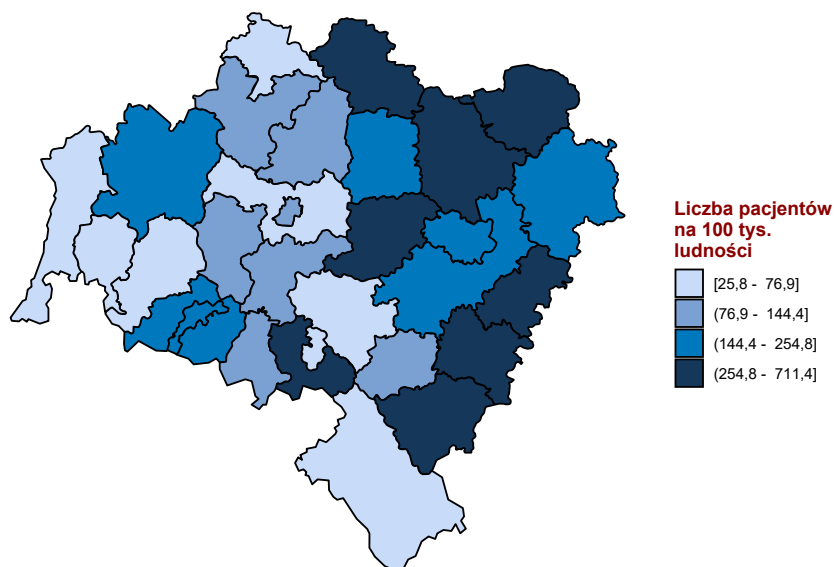 Liczba pacjentów
na 100 tys.
ludności
[25,8 - 76,9]
(76,9 - 144,4]
(144,4 - 254,8]
(254,8 - 711,4]